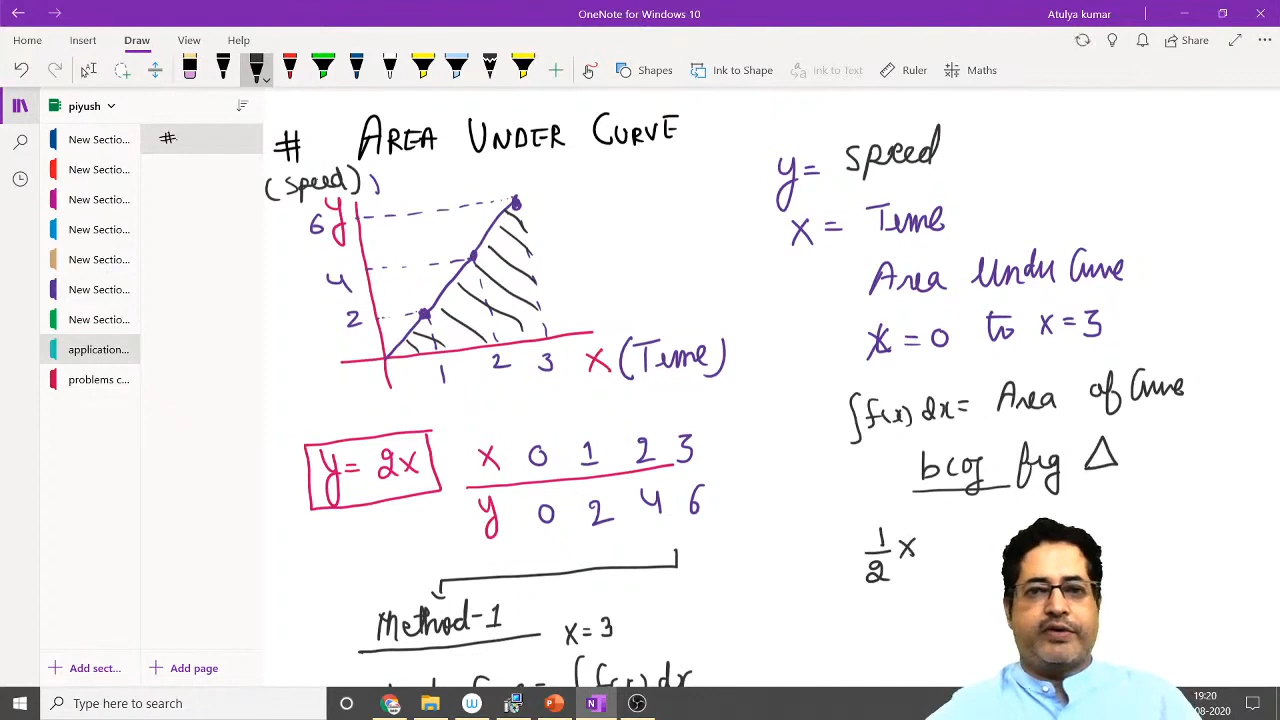 OneNote for Windows 10
Atulya kumar
Home Insert Draw View Help
Share
Shapes Ink to Shape Ink to Text Ruler Maths
piyush
New Sectio...
New Sectio...
New Sectio...
New Sectio...
New Sectio...
New Sectio...
New Sectio...
applicatio...
problems c...
#
# AREA UNDER CURVE
(Speed)
y
6
4
2
1 2 3 X (Time)
y = 2x
x 0 1 2 3
y 0 2 4 6
Method-1
x = 3
∫f(x) dx
y = speed
x = Time
Area Under Curve
x = 0 to x = 3
∫f(x) dx = Area of Curve
bcoz fig Δ
1/2 x
Add sect... Add page
Type here to search
19:20
08-2020